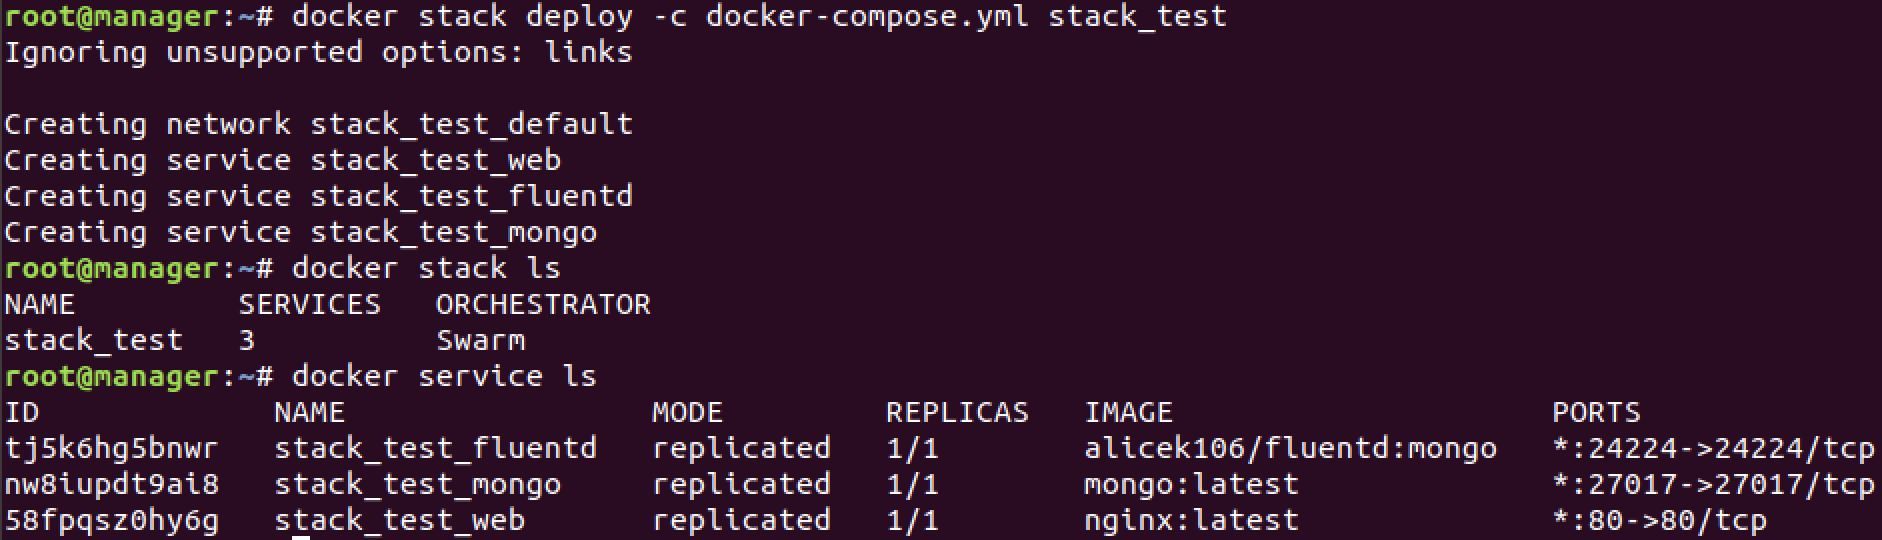 root@manager:~# docker stack deploy -c docker-compose.yml stack_test
Ignoring unsupported options: links
Creating network stack_test_default
Creating service stack_test_web
Creating service stack_test_fluentd
Creating service stack_test_mongo
root@manager:~# docker stack ls
NAME SERVICES ORCHESTRATOR
stack_test 3 Swarm
root@manager:~# docker service ls
ID NAME MODE REPLICAS IMAGE PORTS
tj5k6hg5bnwr stack_test_fluentd replicated 1/1 alicek106/fluentd:mongo *:24224->24224/tcp
nw8iupdt9ai8 stack_test_mongo replicated 1/1 mongo:latest *:27017->27017/tcp
58fpqsz0hy6g stack_test_web replicated 1/1 nginx:latest *:80->80/tcp